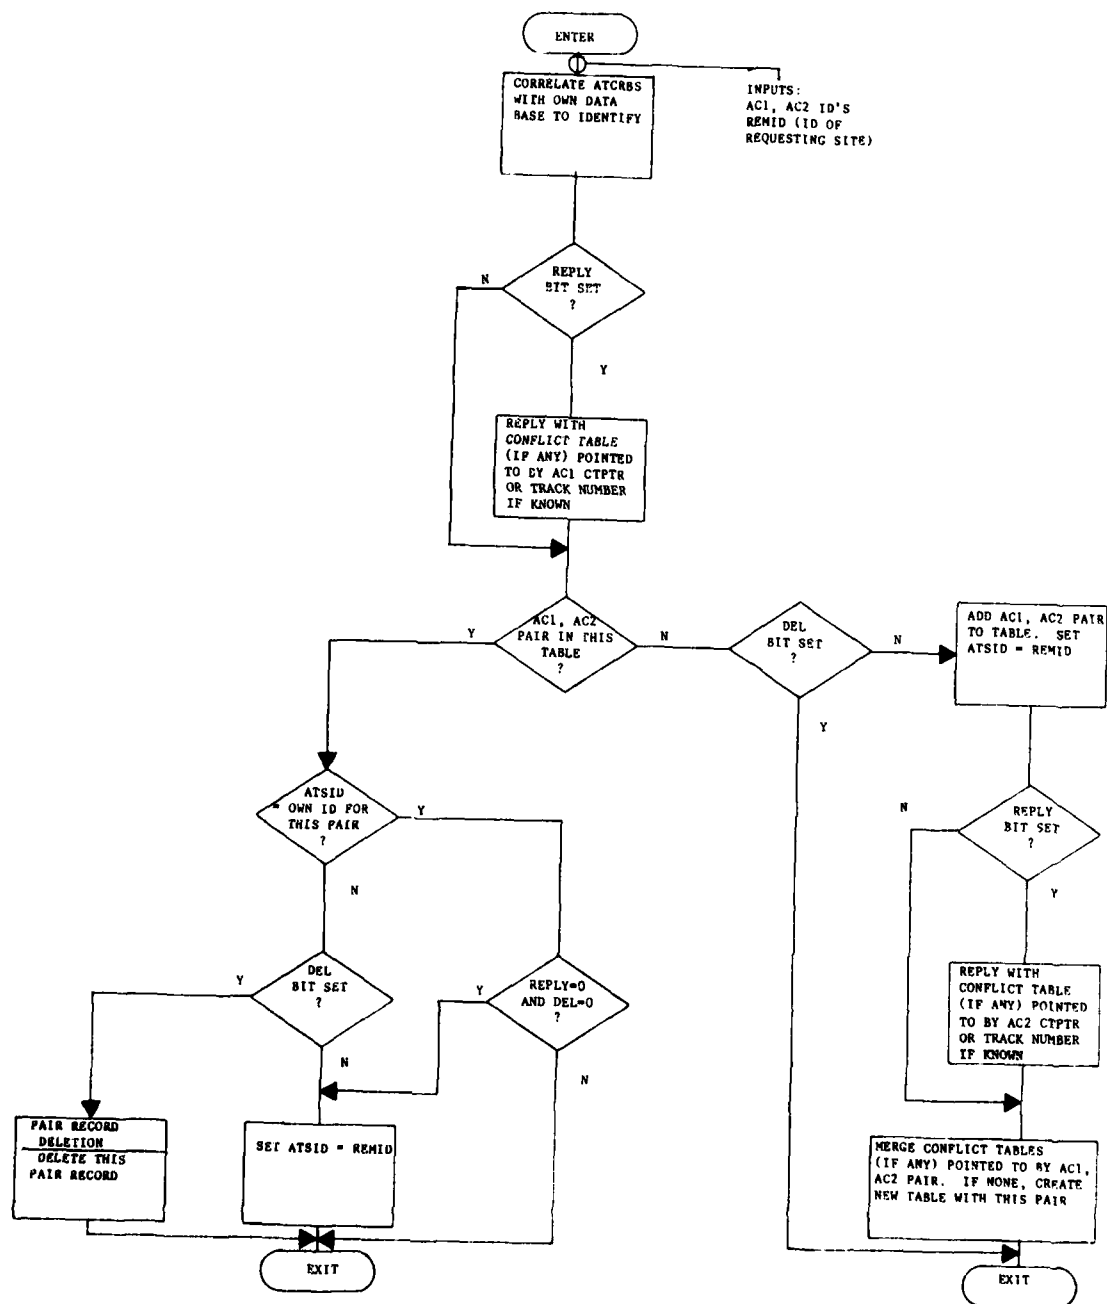 ENTER
CORRELATE ATCRBS
WITH OWN DATA
BASE TO IDENTIFY
INPUTS:
AC1, AC2 ID'S
REMID (ID OF
REQUESTING SITE)
REPLY
BIT SET
?
N
Y
REPLY WITH
CONFLICT TABLE
(IF ANY) POINTED
TO BY AC1 CTPTR
OR TRACK NUMBER
IF KNOWN
AC1, AC2
PAIR IN THIS
TABLE
?
Y
N
DEL
BIT SET
?
N
Y
ADD AC1, AC2 PAIR
TO TABLE. SET
ATSID = REMID
ATSID
= OWN ID FOR
THIS PAIR
?
Y
N
REPLY
BIT SET
?
N
Y
DEL
BIT SET
?
Y
N
REPLY=0
AND DEL=0
?
Y
N
REPLY WITH
CONFLICT TABLE
(IF ANY) POINTED
TO BY AC2 CTPTR
OR TRACK NUMBER
IF KNOWN
PAIR RECORD
DELETION
DELETE THIS
PAIR RECORD
SET ATSID = REMID
MERGE CONFLICT TABLES
(IF ANY) POINTED TO BY AC1,
AC2 PAIR. IF NONE, CREATE
NEW TABLE WITH THIS PAIR
EXIT
EXIT